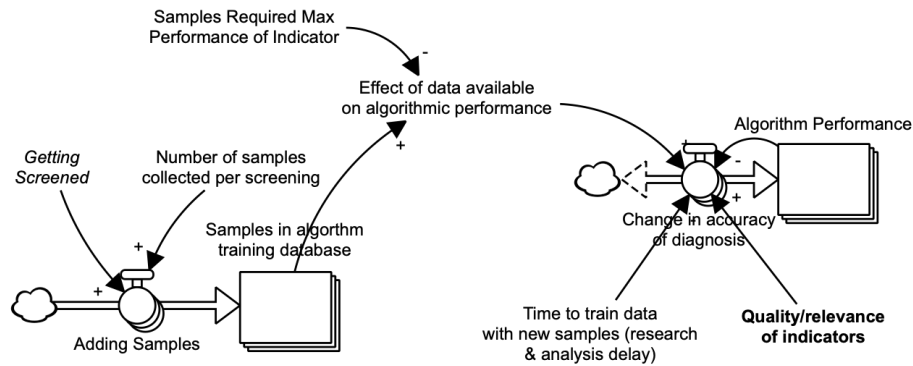 Samples Required Max
Performance of Indicator
-
Effect of data available
on algorithmic performance
+
Algorithm Performance
+
-
+
Change in accuracy
of diagnosis
-
Getting
Screened
Number of samples
collected per screening
Samples in algorthm
training database
+
+
Adding Samples
Time to train data
with new samples (research
& analysis delay)
Quality/relevance
of indicators